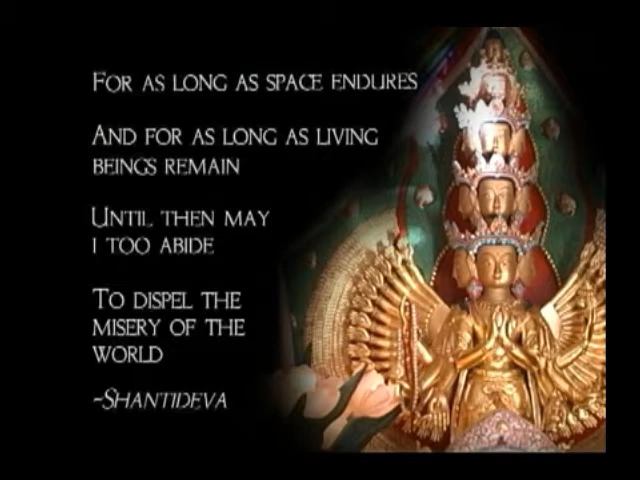 FOR AS LONG AS SPACE ENDURES
AND FOR AS LONG AS LIVING
BEINGS REMAIN
UNTIL THEN MAY
I TOO ABIDE
TO DISPEL THE
MISERY OF THE
WORLD
~SHANTIDEVA